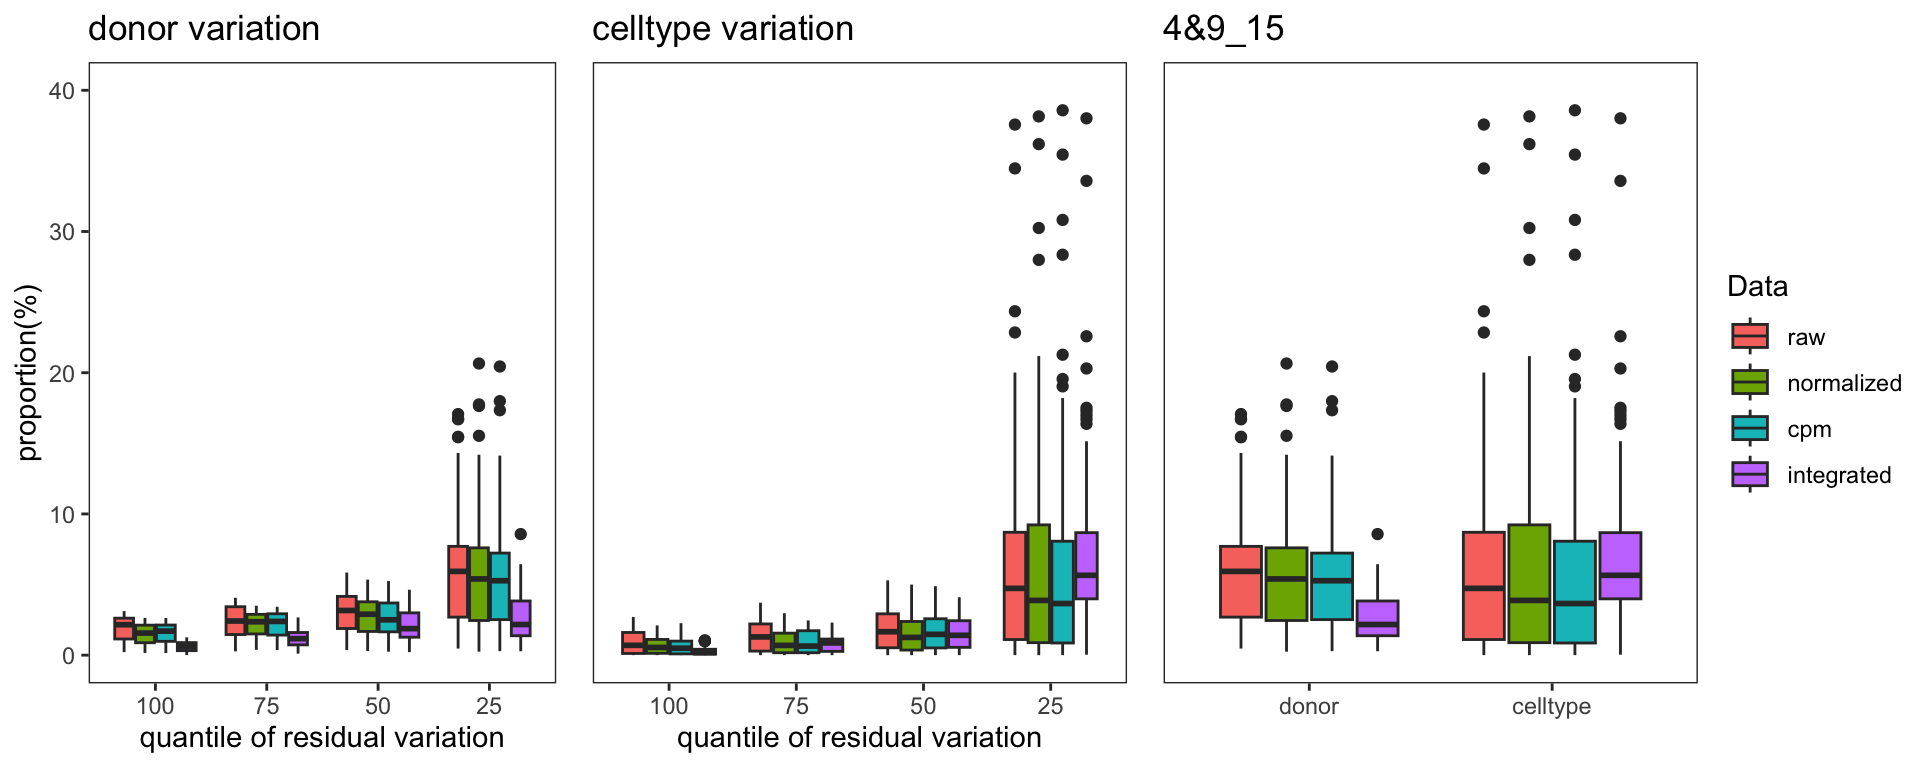 donor variation
celltype variation
4&9_15
proportion(%)
40
30
20
10
0
100 75 50 25
quantile of residual variation
100 75 50 25
quantile of residual variation
donor celltype
Data
raw
normalized
cpm
integrated